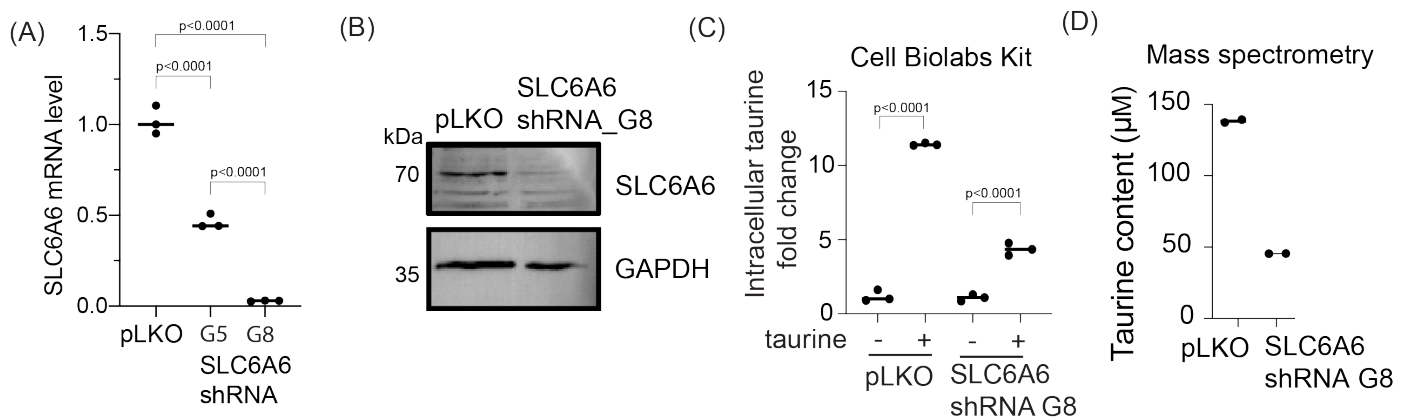 (A)
SLC6A6 mRNA level
1.5
1.0
0.5
0.0
p<0.0001
p<0.0001
p<0.0001
pLKO
G5
G8
SLC6A6
shRNA
(B)
kDa
pLKO
SLC6A6
shRNA_G8
70
SLC6A6
35
GAPDH
(C)
Cell Biolabs Kit
Intracellular taurine
fold change
15
10
5
0
p<0.0001
p<0.0001
taurine - + - +
pLKO
SLC6A6
shRNA G8
(D)
Mass spectrometry
Taurine content (µM)
150
100
50
0
pLKO
SLC6A6
shRNA G8